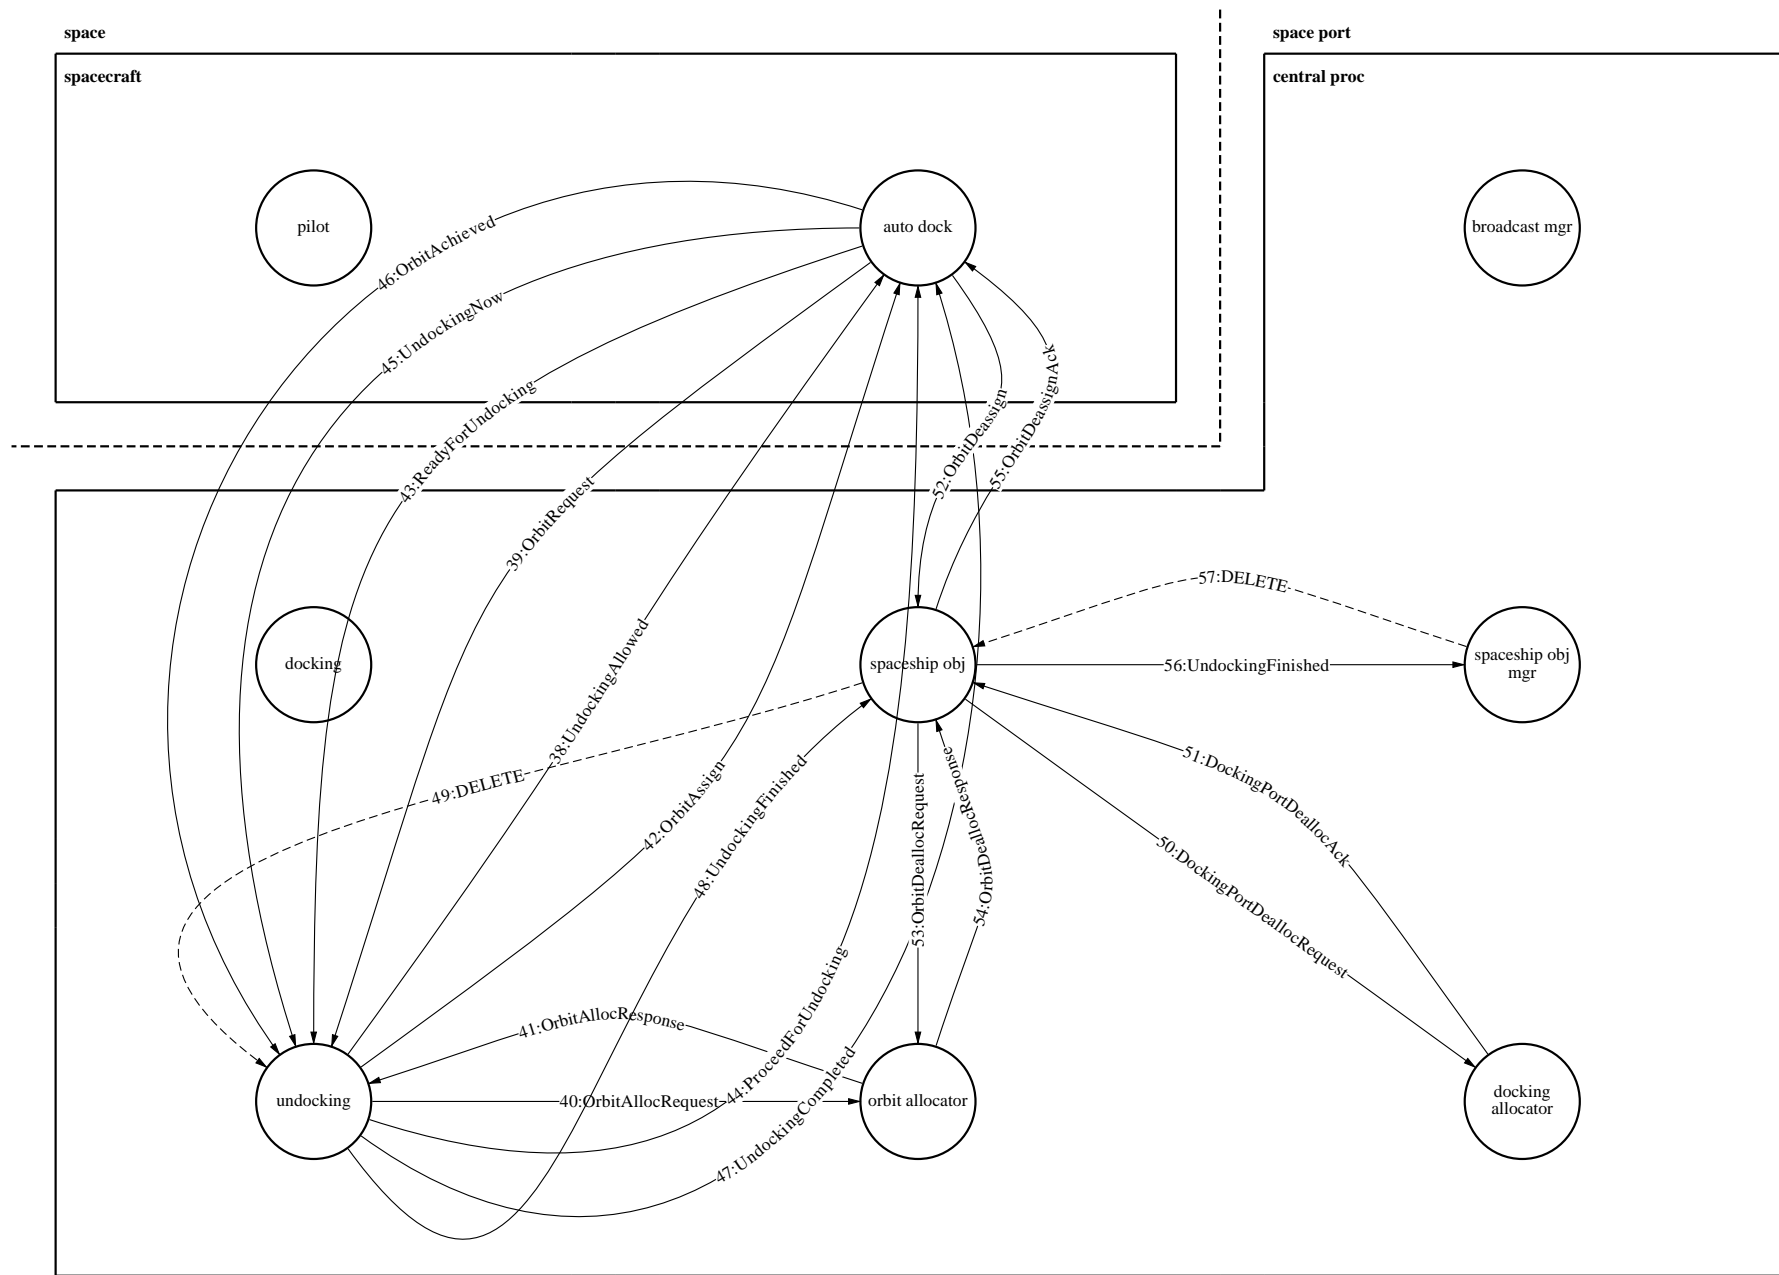 space
space port
spacecraft
central proc
pilot
auto dock
broadcast mgr
46:OrbitAchieved
45:UndockingNow
43:ReadyForUndocking
39:OrbitRequest
52:OrbitDeassign
55:OrbitDeassignAck
57:DELETE
docking
spaceship obj
56:UndockingFinished
spaceship obj
mgr
38:UndockingAllowed
49:DELETE
42:OrbitAssign
48:UndockingFinished
53:OrbitDeallocRequest
54:OrbitDeallocResponse
51:DockingPortDeallocAck
50:DockingPortDeallocRequest
41:OrbitAllocResponse
44:ProceedForUndocking
undocking
40:OrbitAllocRequest
47:UndockingCompleted
orbit allocator
docking
allocator